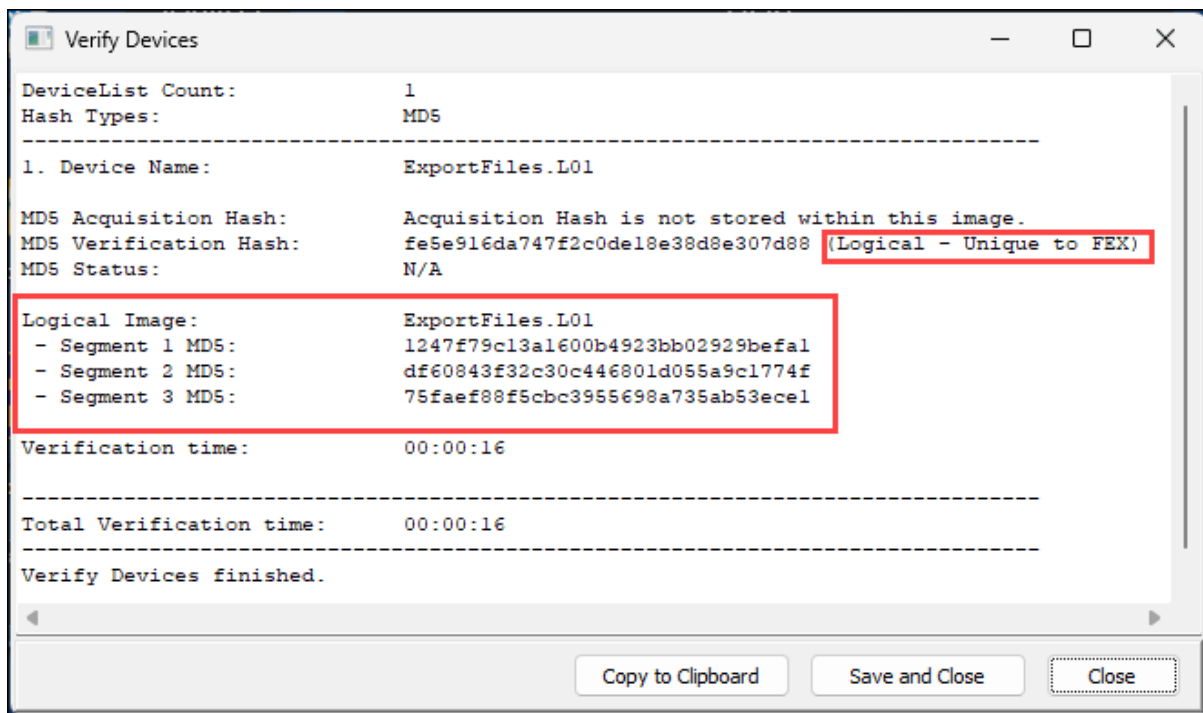 Verify Devices
DeviceList Count: 1
Hash Types: MD5
--------------------------------------------------------------------------------
1. Device Name: ExportFiles.L01
MD5 Acquisition Hash: Acquisition Hash is not stored within this image.
MD5 Verification Hash: fe5e916da747f2c0de18e38d8e307d88 (Logical - Unique to FEX)
MD5 Status: N/A
Logical Image: ExportFiles.L01
- Segment 1 MD5: 1247f79c13a1600b4923bb02929befa1
- Segment 2 MD5: df60843f32c30c446801d055a9c1774f
- Segment 3 MD5: 75faef88f5cbc3955698a735ab53ece1
Verification time: 00:00:16
--------------------------------------------------------------------------------
Total Verification time: 00:00:16
--------------------------------------------------------------------------------
Verify Devices finished.
Copy to Clipboard Save and Close Close